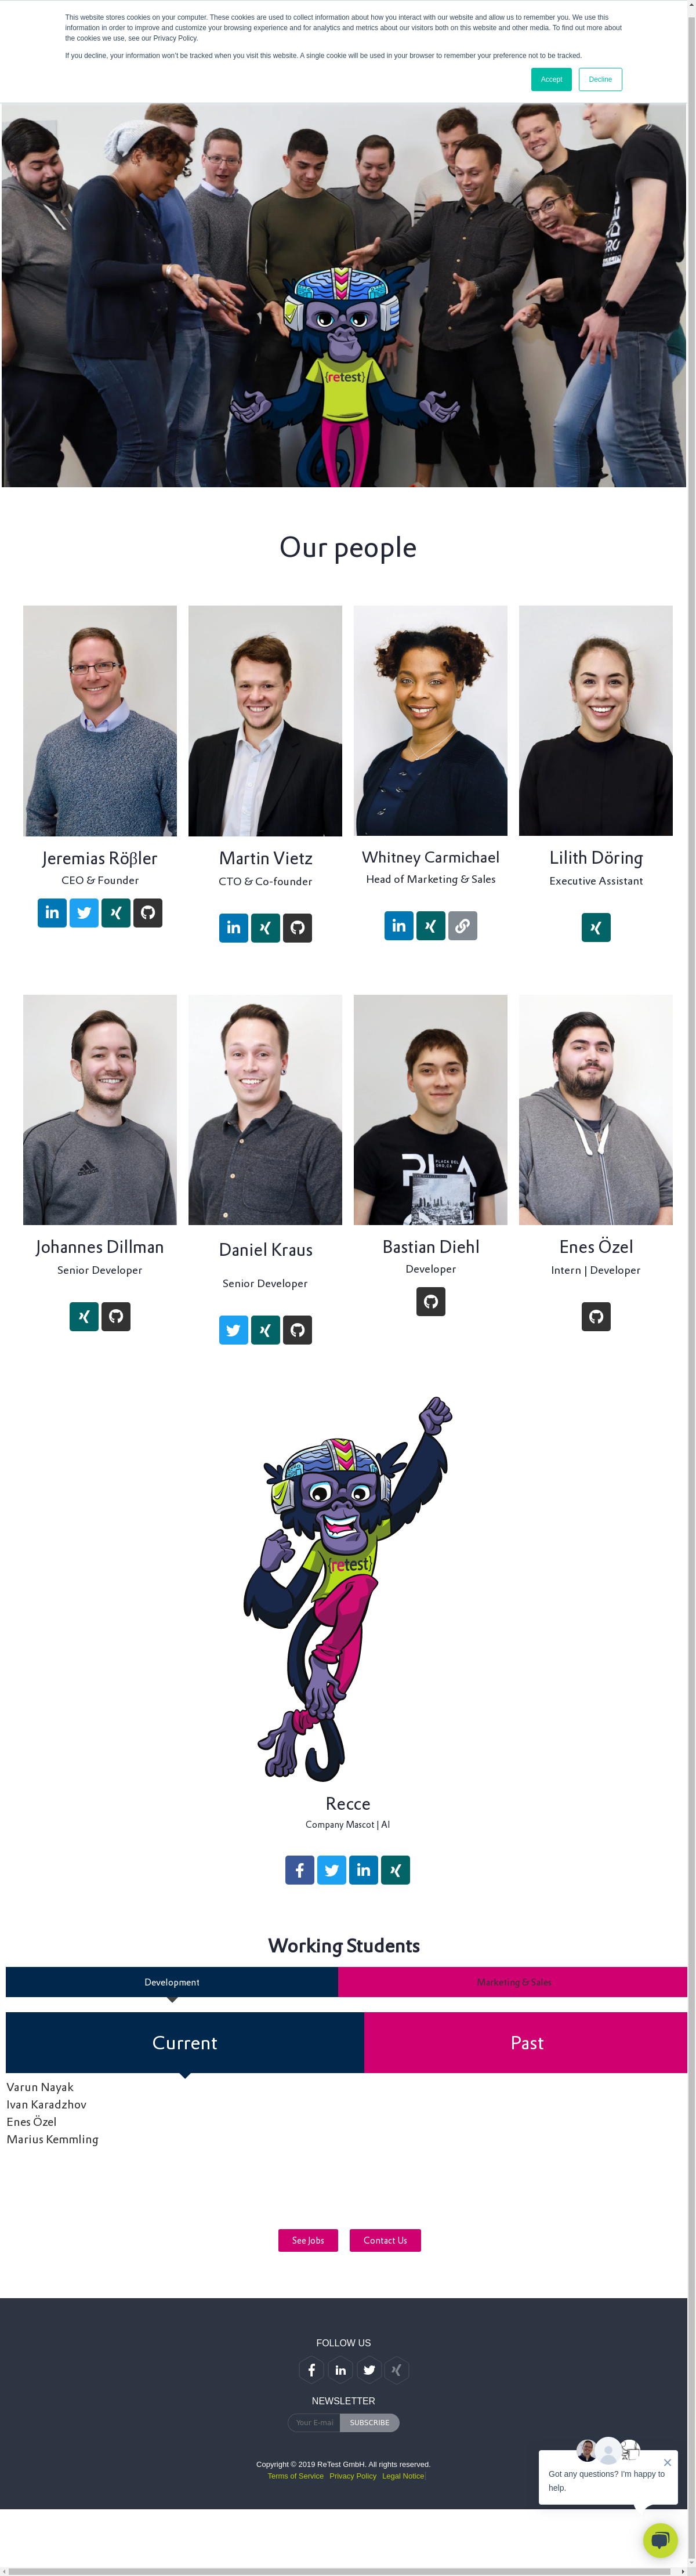 This website stores cookies on your computer. These cookies are used to collect information about how you interact with our website and allow us to remember you. We use this
information in order to improve and customize your browsing experience and for analytics and metrics about our visitors both on this website and other media. To find out more about
the cookies we use, see our Privacy Policy.
If you decline, your information won't be tracked when you visit this website. A single cookie will be used in your browser to remember your preference not to be tracked.
Accept
Decline
{retest}
Our people
Jeremias Röβler
CEO & Founder
Martin Vietz
CTO & Co-founder
Whitney Carmichael
Head of Marketing & Sales
Lilith Döring
Executive Assistant
adidas
Johannes Dillman
Senior Developer
Daniel Kraus
Senior Developer
Bastian Diehl
Developer
Enes Özel
Intern | Developer
{retest}
Recce
Company Mascot | AI
Working Students
Development
Marketing & Sales
Current
Past
Varun Nayak
Ivan Karadzhov
Enes Özel
Marius Kemmling
See Jobs
Contact Us
FOLLOW US
NEWSLETTER
Your E-mai
SUBSCRIBE
Copyright © 2019 ReTest GmbH. All rights reserved.
Terms of Service
Privacy Policy
Legal Notice
Got any questions? I'm happy to
help.